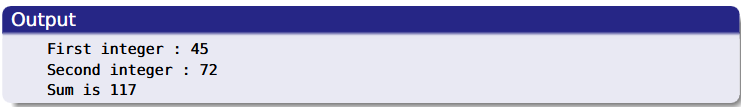 Output
First integer : 45
Second integer : 72
Sum is 117